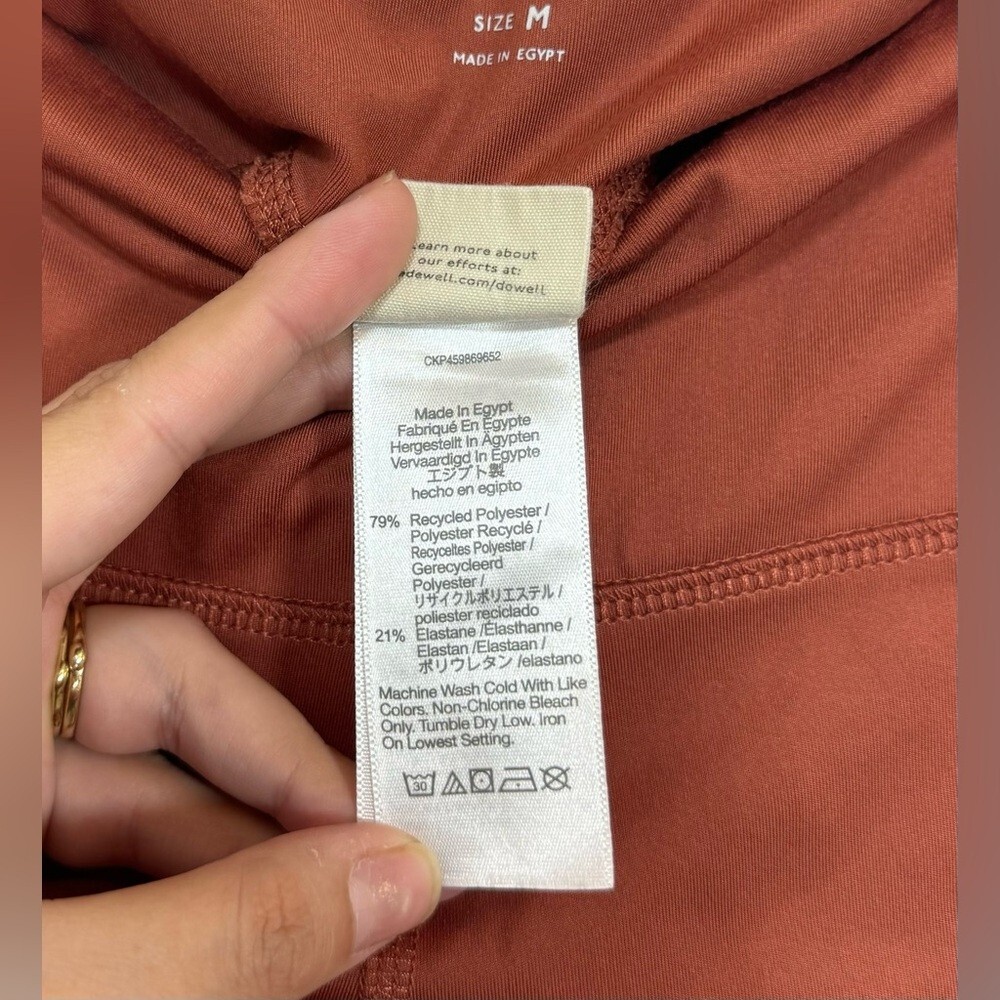 SIZE M
MADE IN EGYPT
earn more about
our efforts at:
dewell.com/dowell
CKP459869652
Made In Egypt
Fabriqué En Egypte
Hergestellt In Ägypten
Vervaardigd In Egypte
エジプト製
hecho en egipto
79% Recycled Polyester /
Polyester Recyclé /
Recyceltes Polyester /
Gerecycleerd
Polyester /
リサイクルポリエステル /
poliester reciclado
21% Elastane /Élasthanne /
Elastan /Elastaan /
ポリウレタン /elastano
Machine Wash Cold With Like
Colors. Non-Chlorine Bleach
Only. Tumble Dry Low. Iron
On Lowest Setting.
30